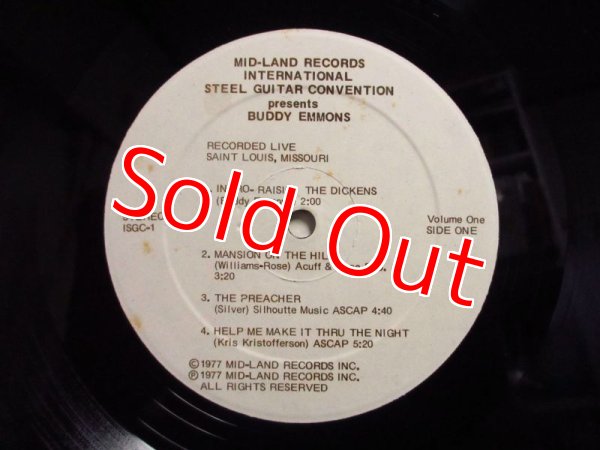 MID-LAND RECORDS
INTERNATIONAL
STEEL GUITAR CONVENTION
presents
BUDDY EMMONS
RECORDED LIVE
SAINT LOUIS, MISSOURI
THE DICKENS
2:00
ISGC-1
Volume One
SIDE ONE
Sold Out
2. MANSION ON THE
(Williams-Rose) Acuff &
3:20
3. THE PREACHER
(Silver) Silhoutte Music ASCAP 4:40
4. HELP ME MAKE IT THRU THE NIGHT
(Kris Kristofferson) ASCAP 5:20
©1977 MID-LAND RECORDS INC.
℗1977 MID-LAND RECORDS INC.
ALL RIGHTS RESERVED